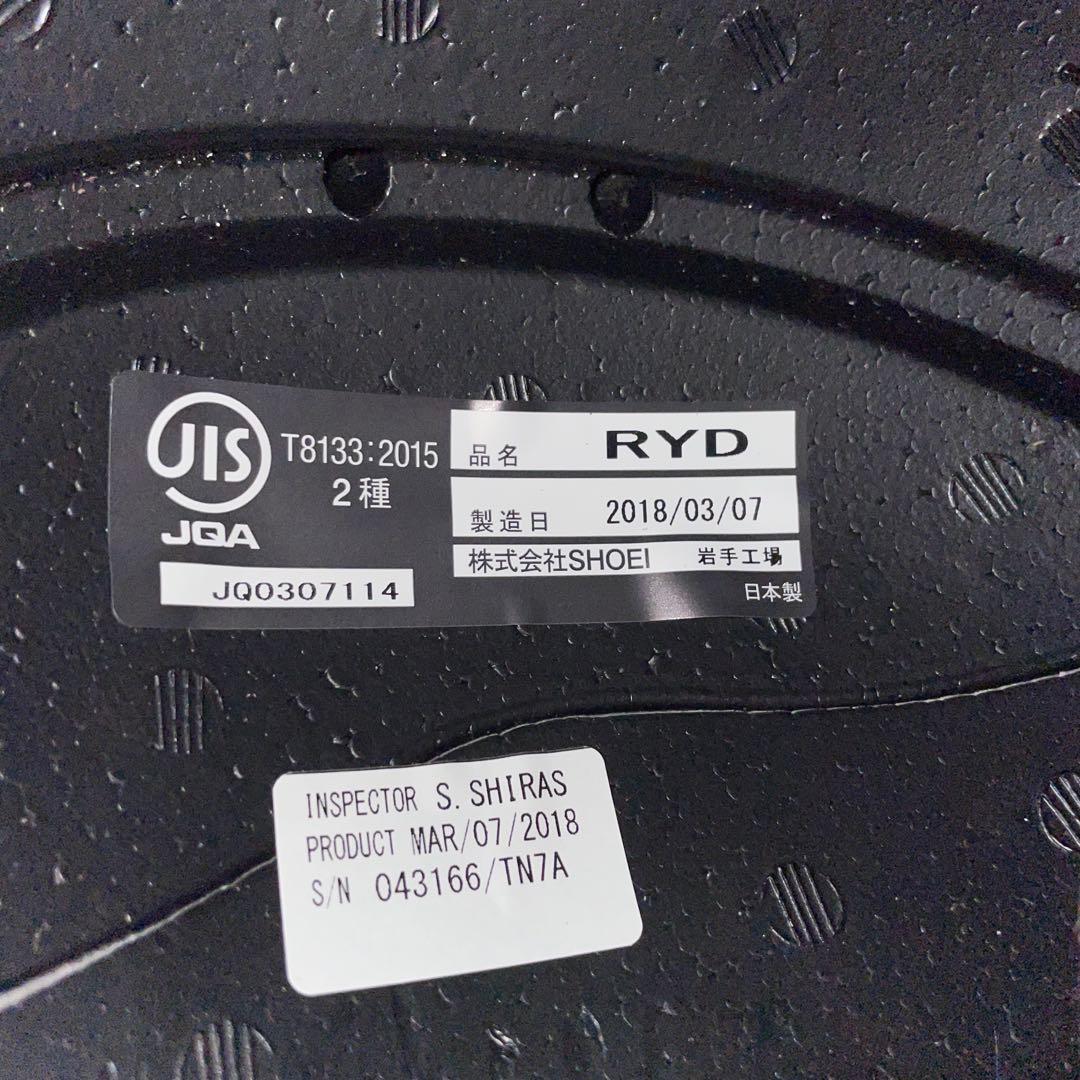 JIS
JQA
T8133:2015
2種
JQ0307114
品名 RYD
製造日 2018/03/07
株式会社SHOEI 岩手工場
日本製
INSPECTOR S.SHIRAS
PRODUCT MAR/07/2018
S/N 043166/TN7A